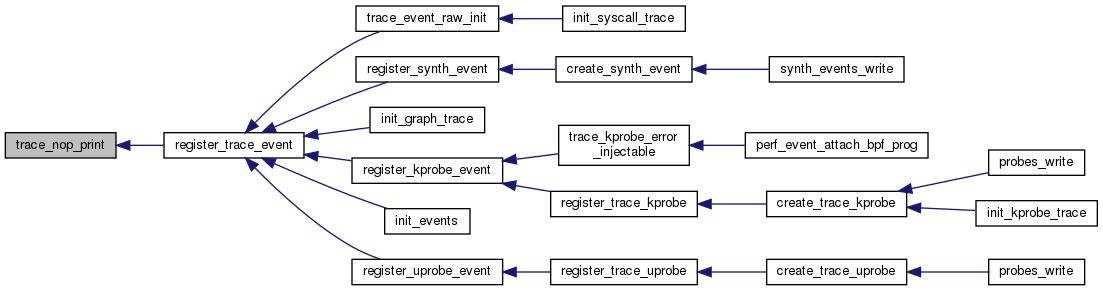 trace_event_raw_init
init_syscall_trace
register_synth_event
create_synth_event
synth_events_write
init_graph_trace
trace_nop_print
register_trace_event
trace_kprobe_error
_injectable
perf_event_attach_bpf_prog
register_kprobe_event
probes_write
register_trace_kprobe
create_trace_kprobe
init_kprobe_trace
init_events
register_uprobe_event
register_trace_uprobe
create_trace_uprobe
probes_write